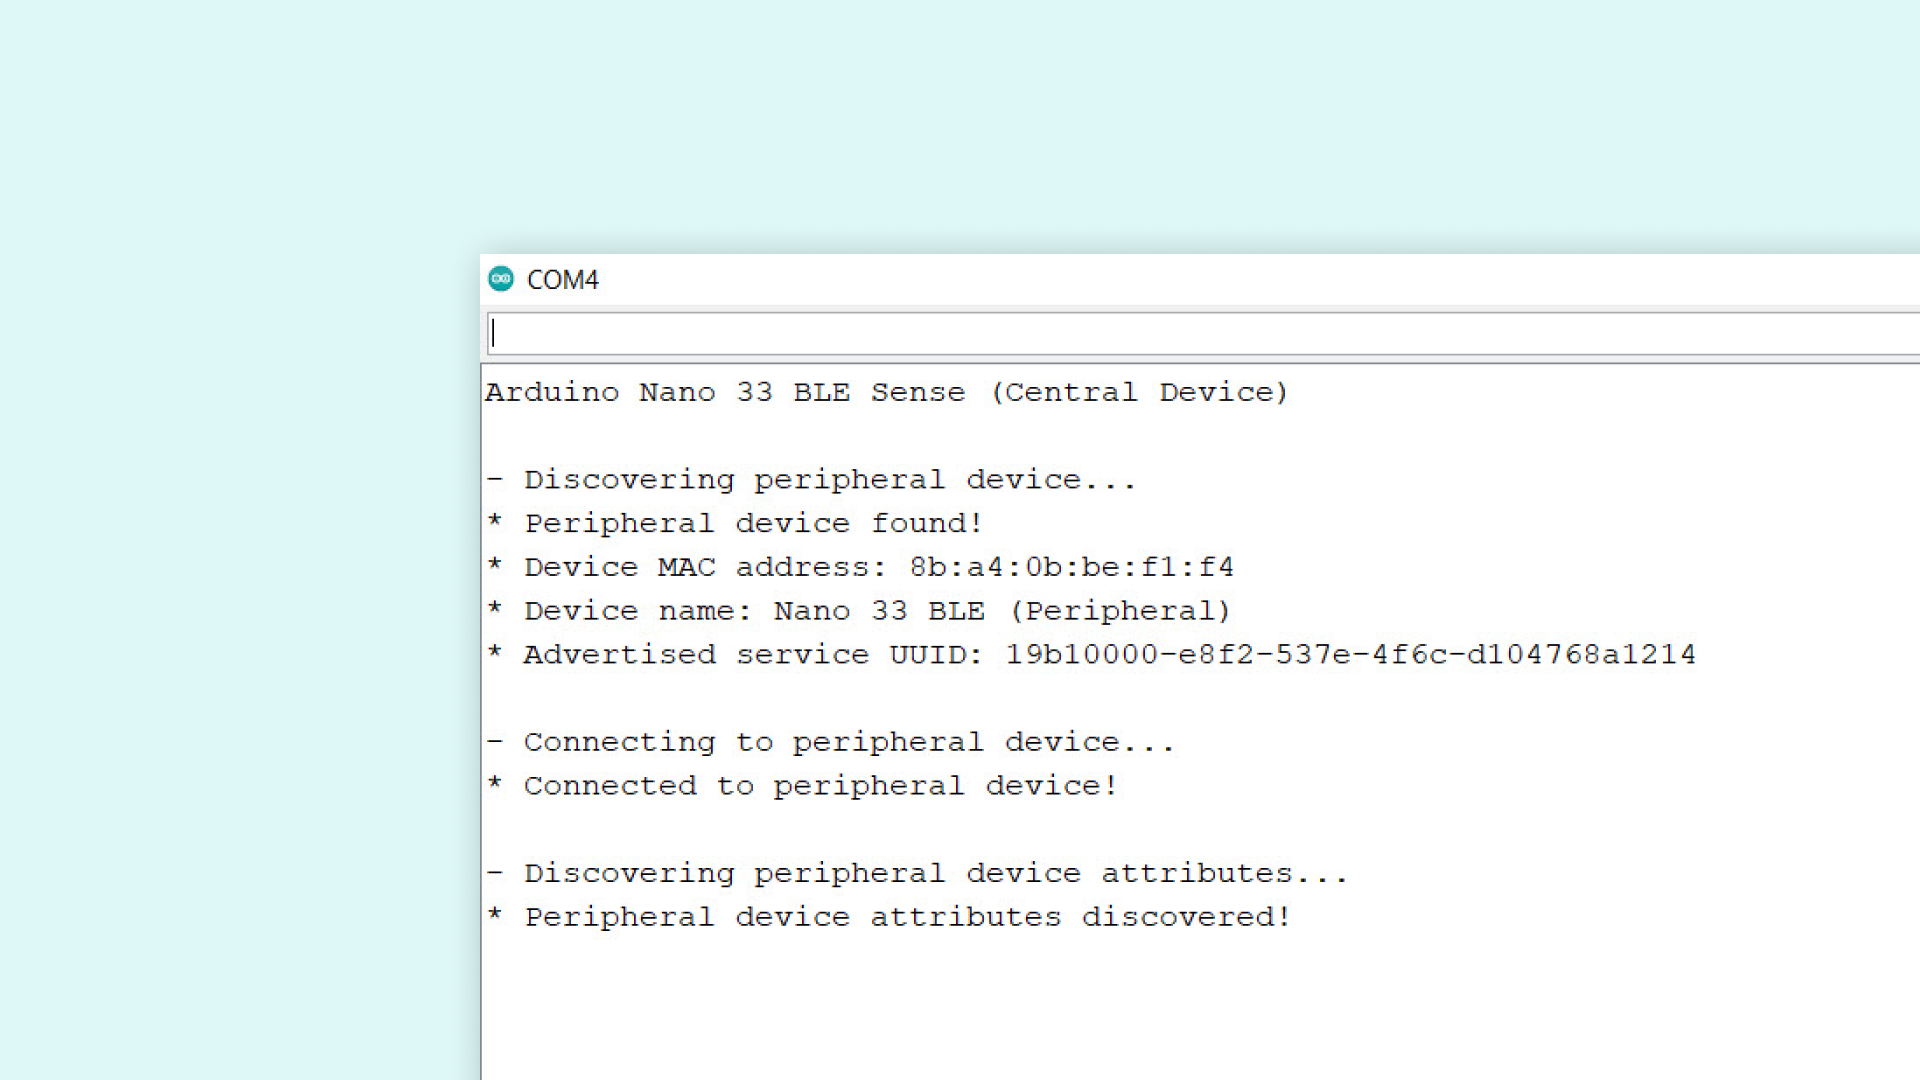 COM4
Arduino Nano 33 BLE Sense (Central Device)
- Discovering peripheral device...
* Peripheral device found!
* Device MAC address: 8b:a4:0b:be:f1:f4
* Device name: Nano 33 BLE (Peripheral)
* Advertised service UUID: 19b10000-e8f2-537e-4f6c-d104768a1214
- Connecting to peripheral device...
* Connected to peripheral device!
- Discovering peripheral device attributes...
* Peripheral device attributes discovered!